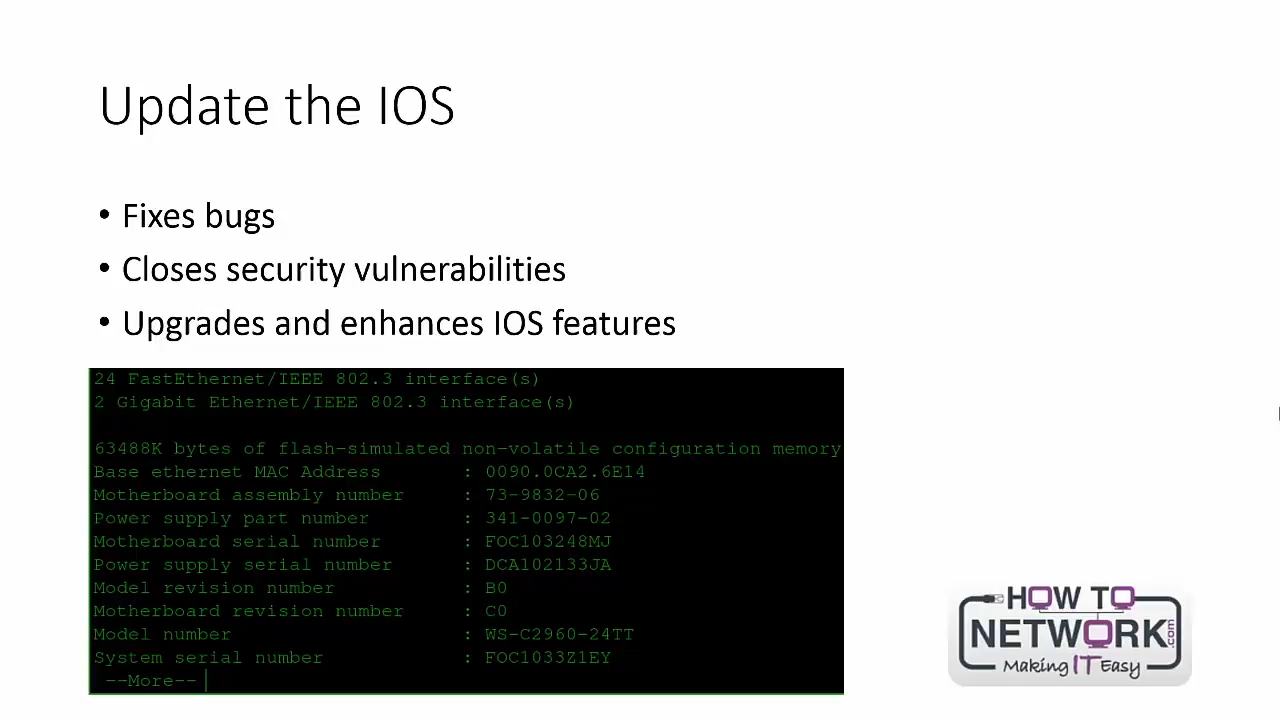 Update the IOS
• Fixes bugs
• Closes security vulnerabilities
• Upgrades and enhances IOS features
24 FastEthernet/IEEE 802.3 interface(s)
2 Gigabit Ethernet/IEEE 802.3 interface(s)
63488K bytes of flash-simulated non-volatile configuration memory
Base ethernet MAC Address : 0090.0CA2.6E14
Motherboard assembly number : 73-9832-06
Power supply part number : 341-0097-02
Motherboard serial number : FOC103248MJ
Power supply serial number : DCA102133JA
Model revision number : B0
Motherboard revision number : C0
Model number : WS-C2960-24TT
System serial number : FOC1033Z1EY
--More--
HOW TO
NETWORK.com
Making IT Easy